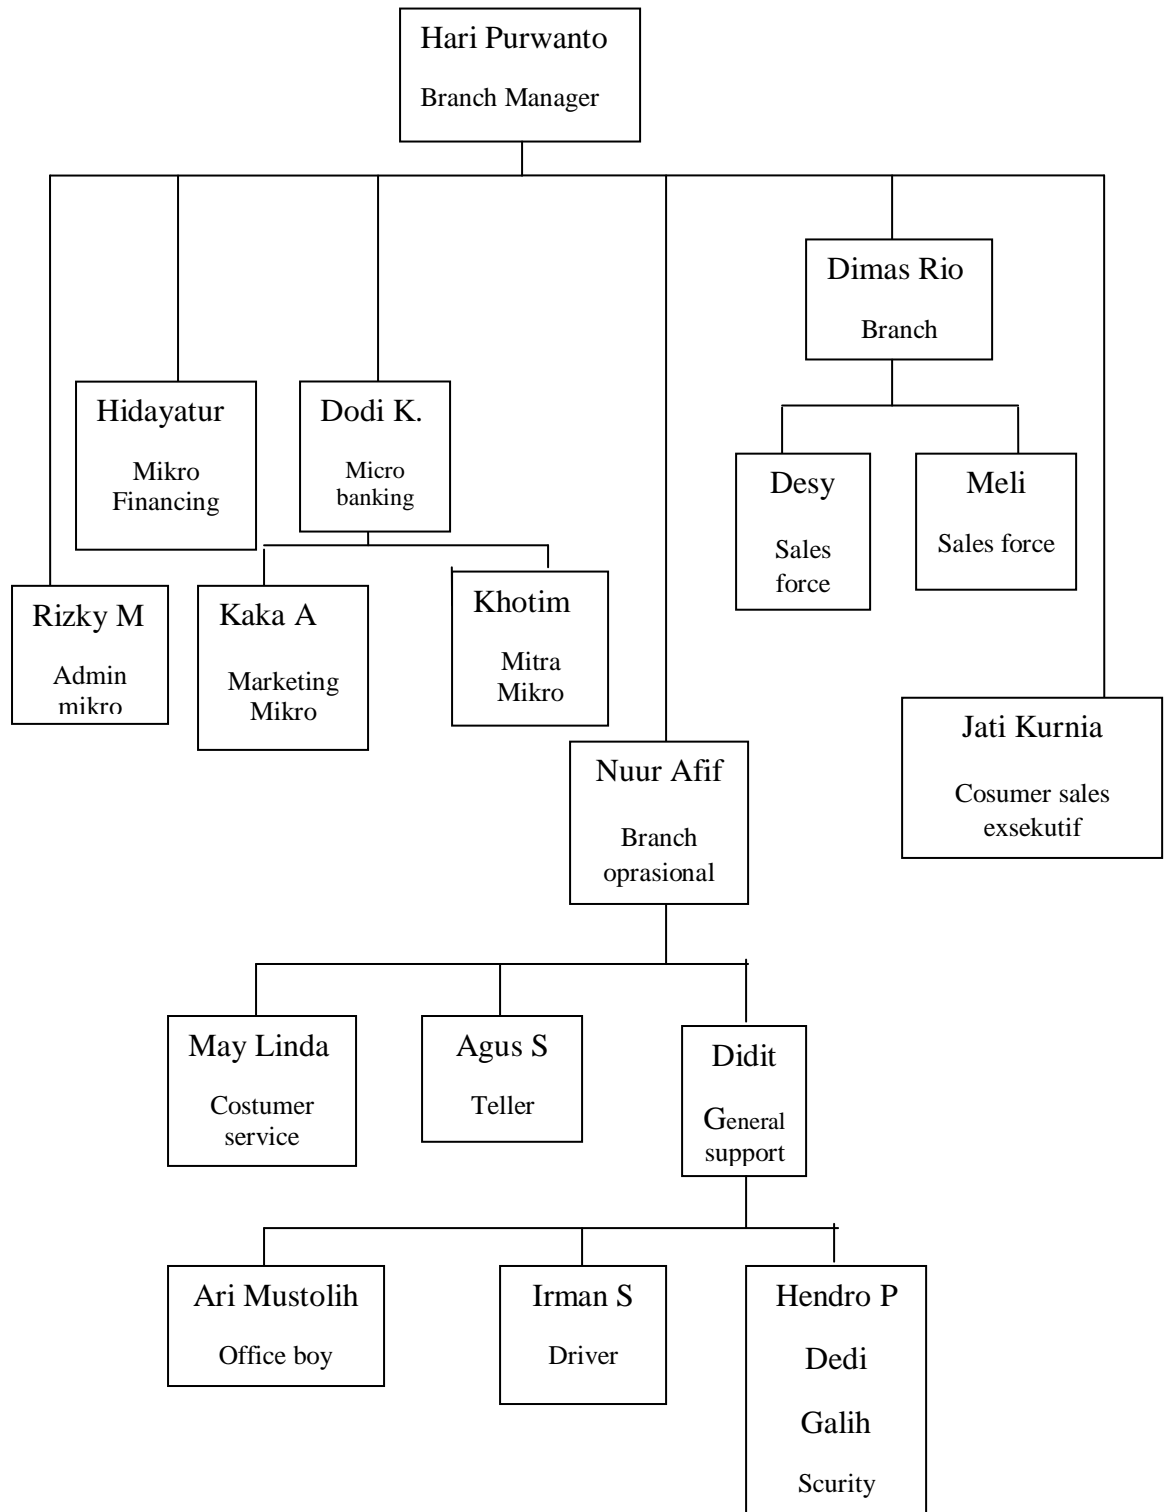 Hari Purwanto
Branch Manager
Dimas Rio
Branch
Hidayatur
Mikro
Financing
Dodi K.
Micro
banking
Desy
Sales
force
Meli
Sales force
Rizky M
Admin
mikro
Kaka A
Marketing
Mikro
Khotim
Mitra
Mikro
Jati Kurnia
Cosumer sales
exsekutif
Nuur Afif
Branch
oprasional
May Linda
Costumer
service
Agus S
Teller
Didit
General
support
Ari Mustolih
Office boy
Irman S
Driver
Hendro P
Dedi
Galih
Scurity